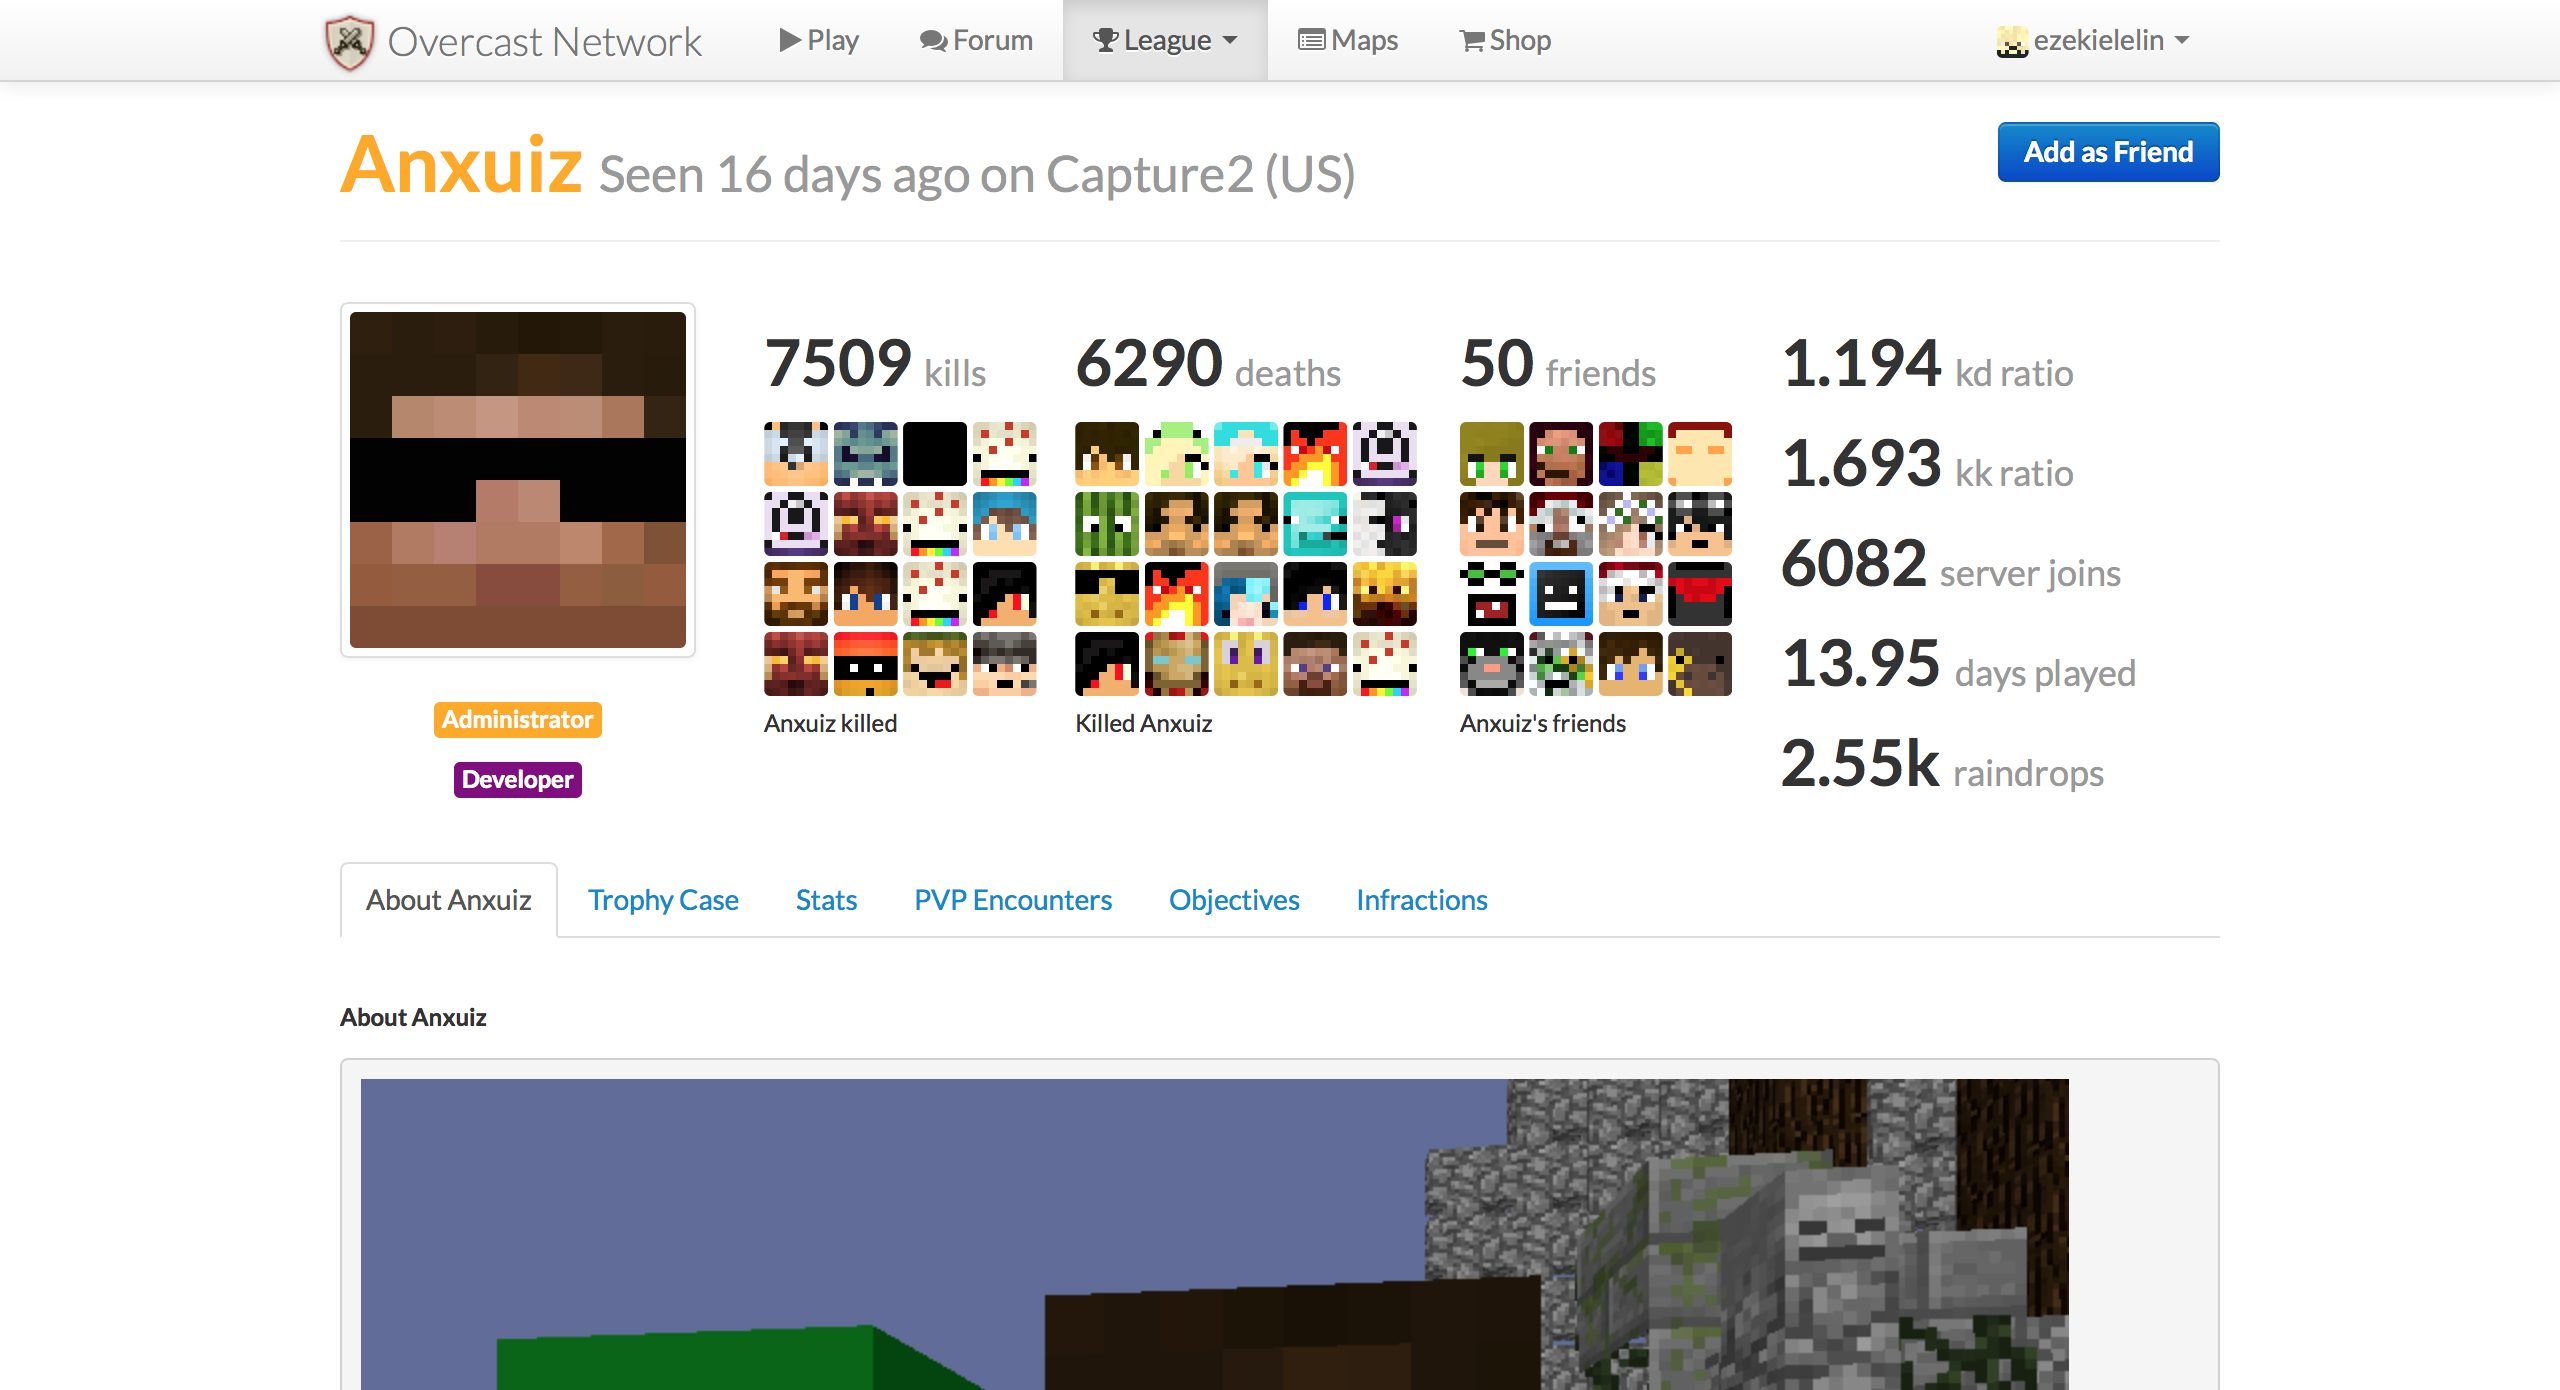 Overcast Network
Play
Forum
League
Maps
Shop
ezekielelin
Anxuiz Seen 16 days ago on Capture2 (US)
Add as Friend
7509 kills
6290 deaths
50 friends
1.194 kd ratio
1.693 kk ratio
6082 server joins
13.95 days played
2.55k raindrops
Anxuiz killed
Killed Anxuiz
Anxuiz's friends
Administrator
Developer
About Anxuiz
Trophy Case
Stats
PVP Encounters
Objectives
Infractions
About Anxuiz